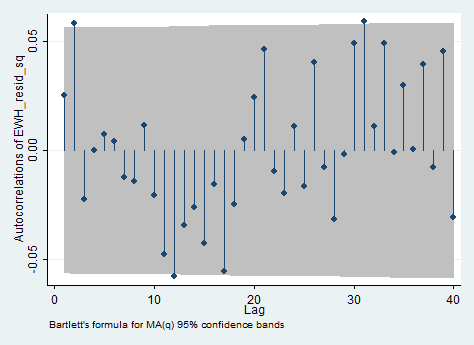 Autocorrelations of EWH_resid_sq
0.05
0.00
-0.05
0 10 20 30 40
Lag
Bartlett's formula for MA(q) 95% confidence bands